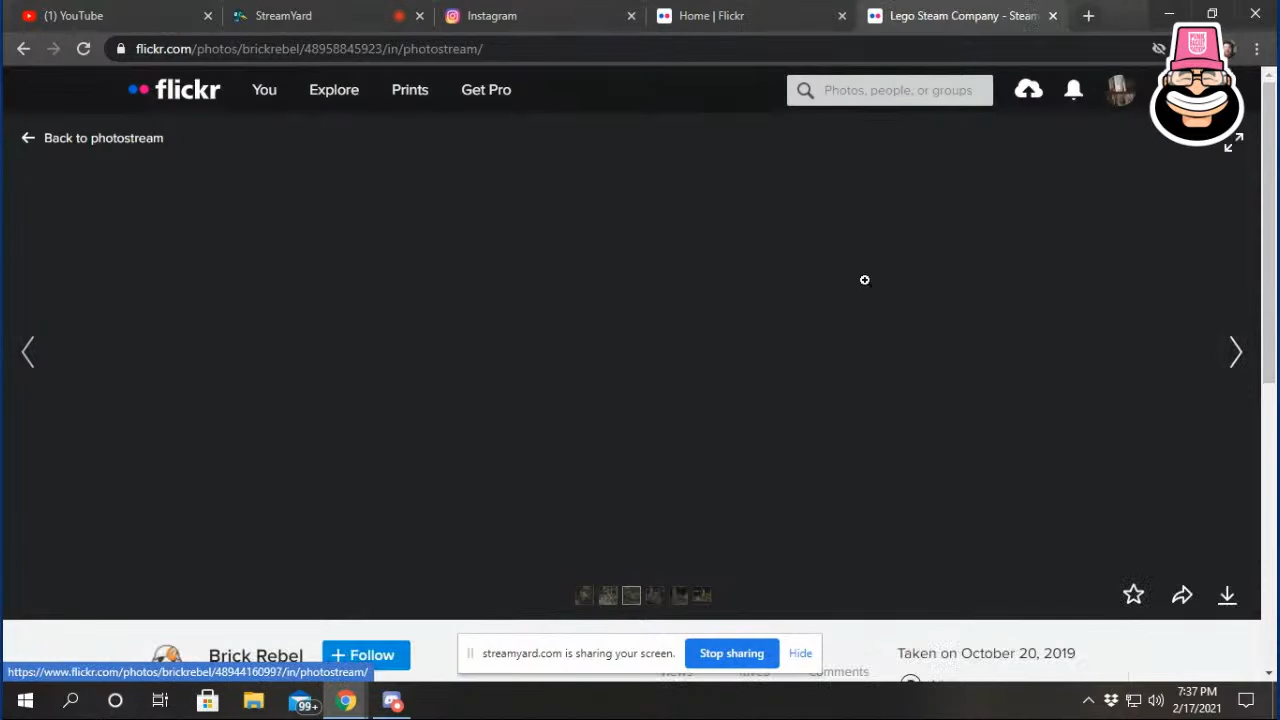 (1) YouTube
StreamYard
Instagram
Home | Flickr
Lego Steam Company - Steam
flickr.com/photos/brickrebel/48958845923/in/photostream/
flickr
You
Explore
Prints
Get Pro
Photos, people, or groups
Back to photostream
Brick Rebel
+ Follow
streamyard.com is sharing your screen.
Stop sharing
Hide
Taken on October 20, 2019
https://www.flickr.com/photos/brickrebel/48944160997/in/photostream/
Comments
99+
7:37 PM
2/17/2021